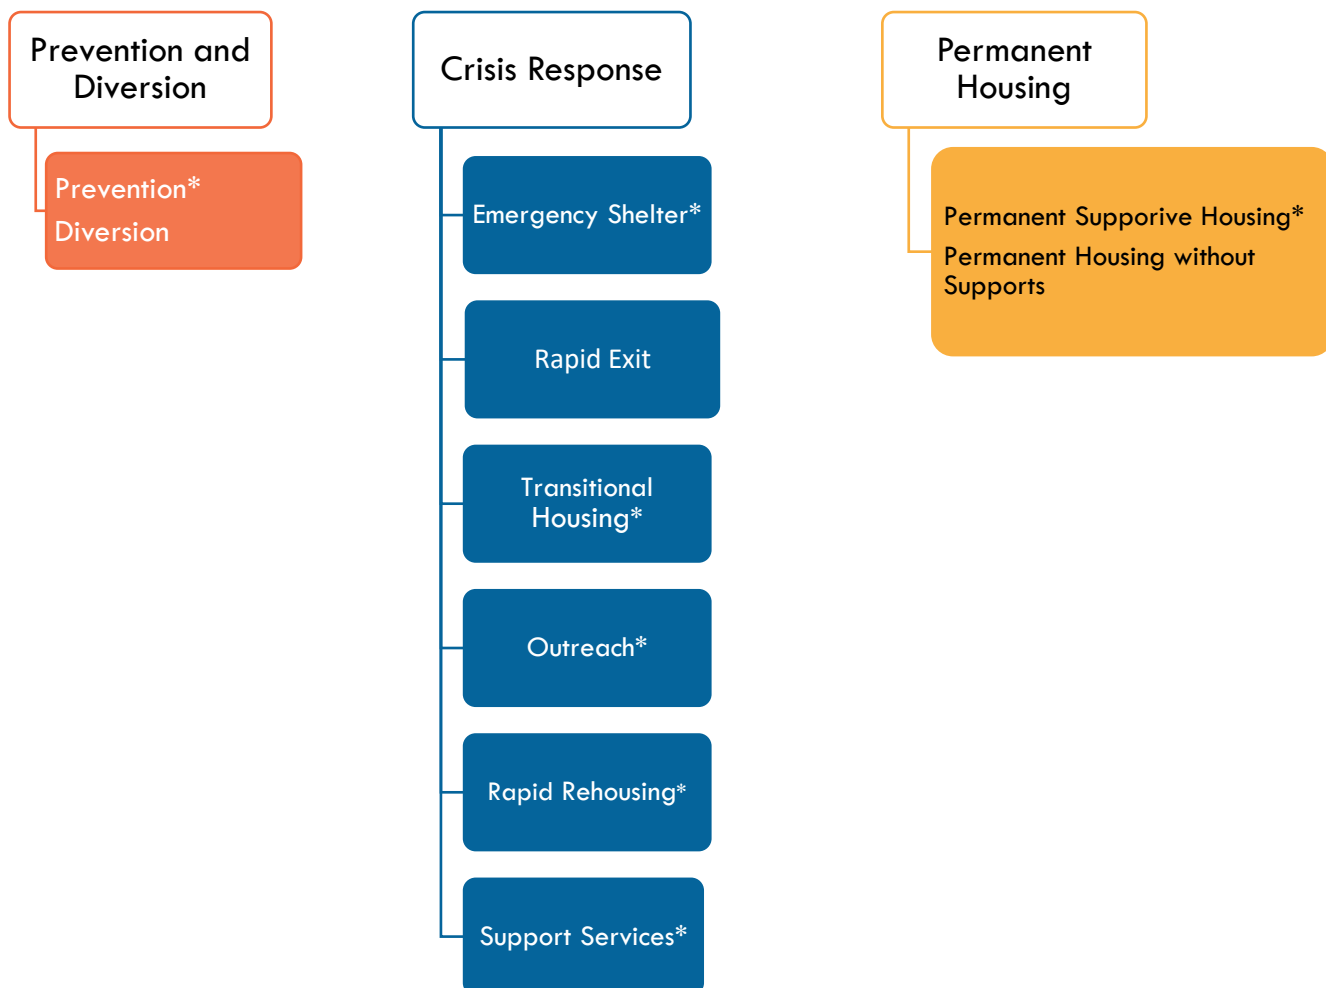 Prevention and
Diversion
Prevention*
Diversion
Crisis Response
Emergency Shelter*
Rapid Exit
Transitional
Housing*
Outreach*
Rapid Rehousing*
Support Services*
Permanent
Housing
Permanent Supporive Housing*
Permanent Housing without
Supports